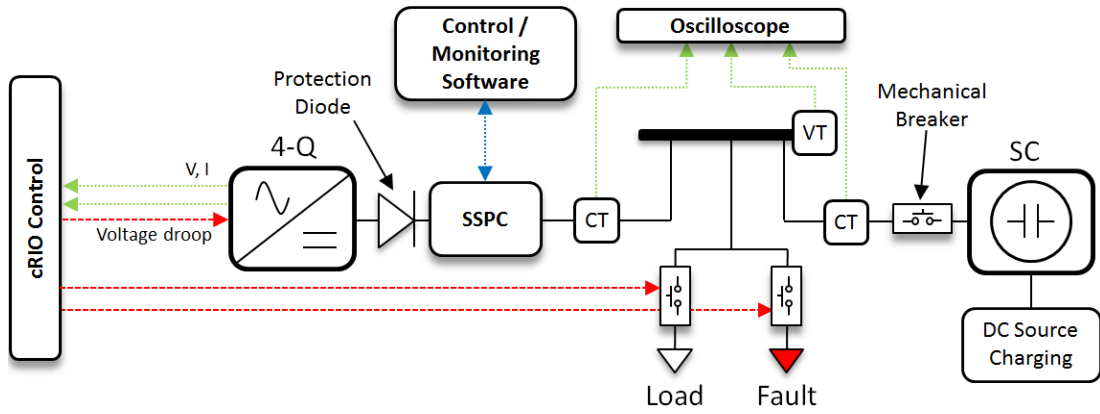 Control /
Monitoring
Software
Oscilloscope
Protection
Diode
Mechanical
Breaker
VT
4-Q
SC
V, I
cRIO Control
SSPC
CT
CT
Voltage droop
DC Source
Charging
Load
Fault